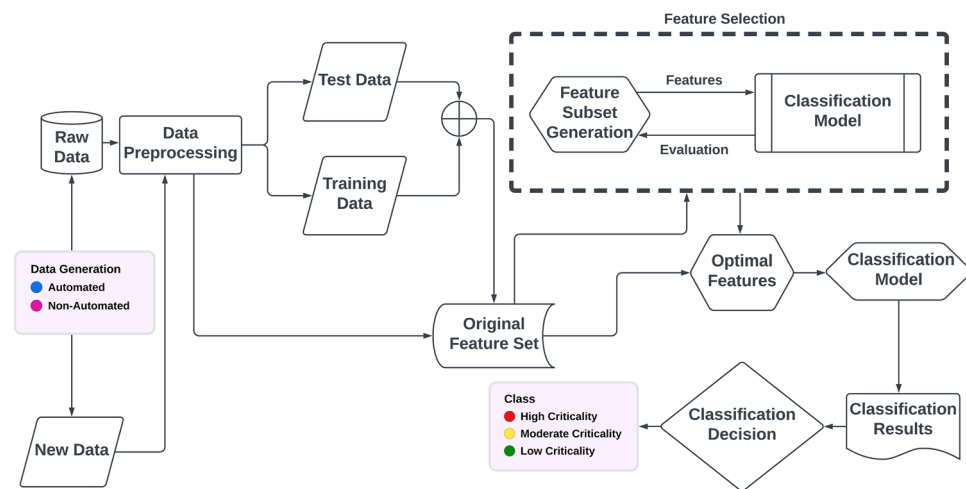 Feature Selection
Test Data
Feature
Subset
Generation
Features
Evaluation
Classification
Model
Raw
Data
Data
Preprocessing
Training
Data
Data Generation
Automated
Non-Automated
Optimal
Features
Classification
Model
Original
Feature Set
New Data
Class
High Criticality
Moderate Criticality
Low Criticality
Classification
Decision
Classification
Results